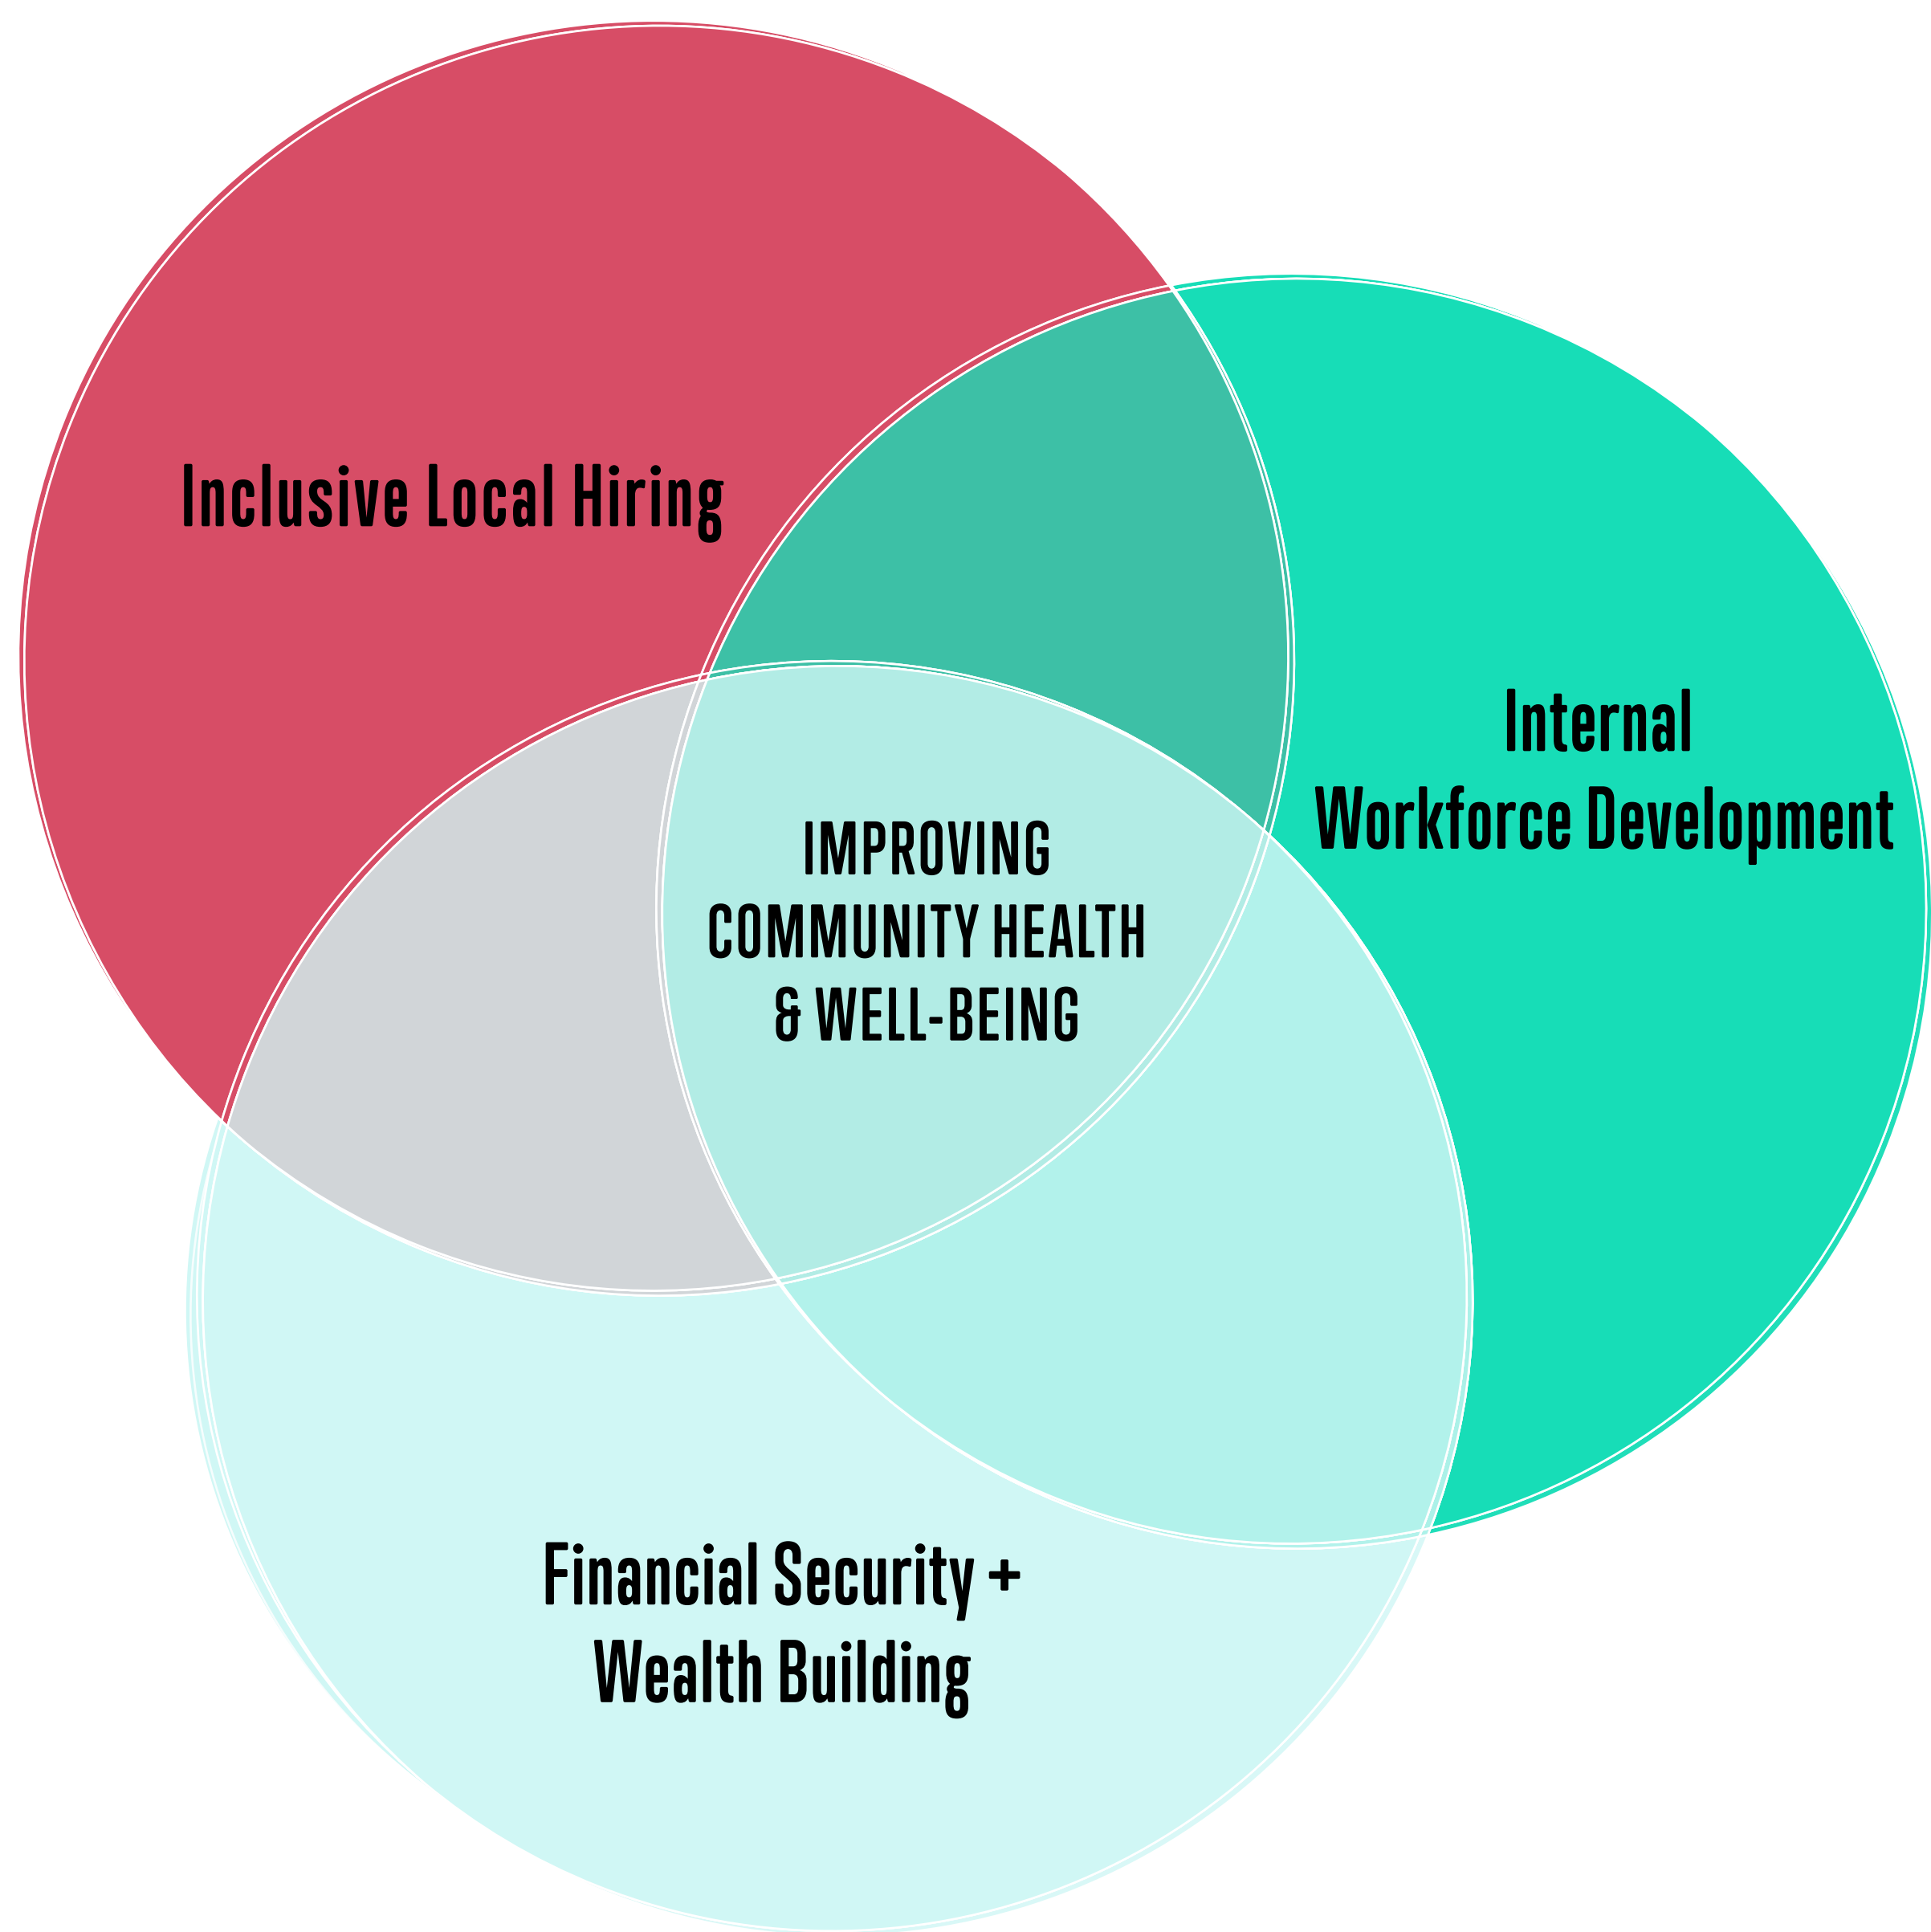 Inclusive Local Hiring
Internal
Workforce Development
IMPROVING
COMMUNITY HEALTH
& WELL-BEING
Financial Security +
Wealth Building